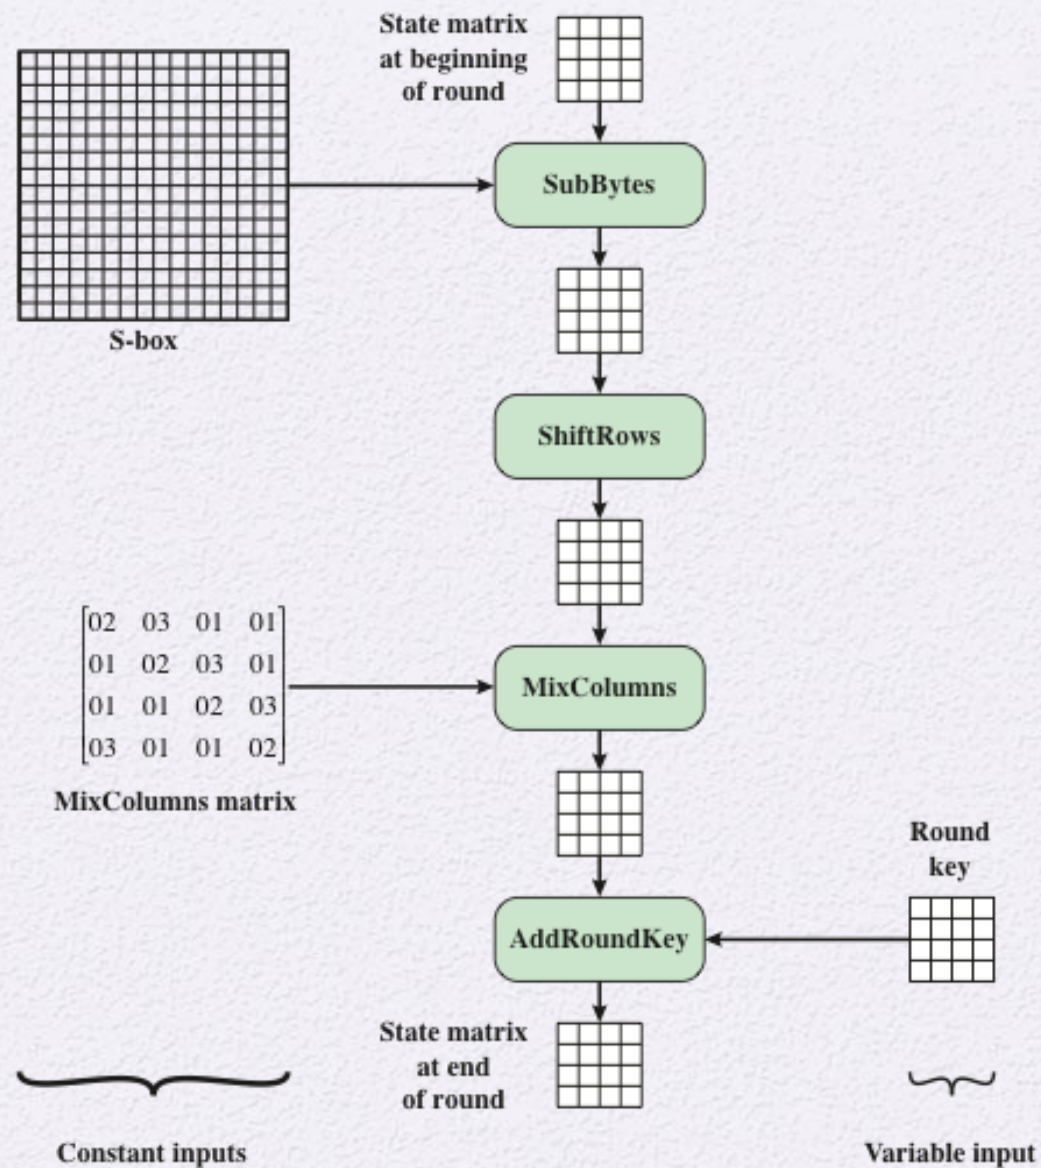 State matrix
at beginning
of round
SubBytes
S-box
ShiftRows
02 03 01 01
01 02 03 01
01 01 02 03
03 01 01 02
MixColumns
MixColumns matrix
Round
key
AddRoundKey
State matrix
at end
of round
Constant inputs
Variable input